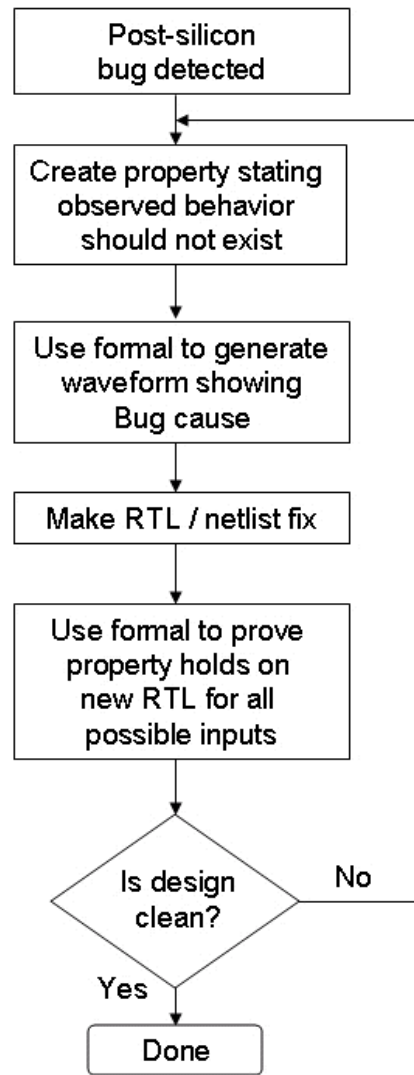 Post-silicon
bug detected
Create property stating
observed behavior
should not exist
Use formal to generate
waveform showing
Bug cause
Make RTL / netlist fix
Use formal to prove
property holds on
new RTL for all
possible inputs
Is design
clean?
No
Yes
Done